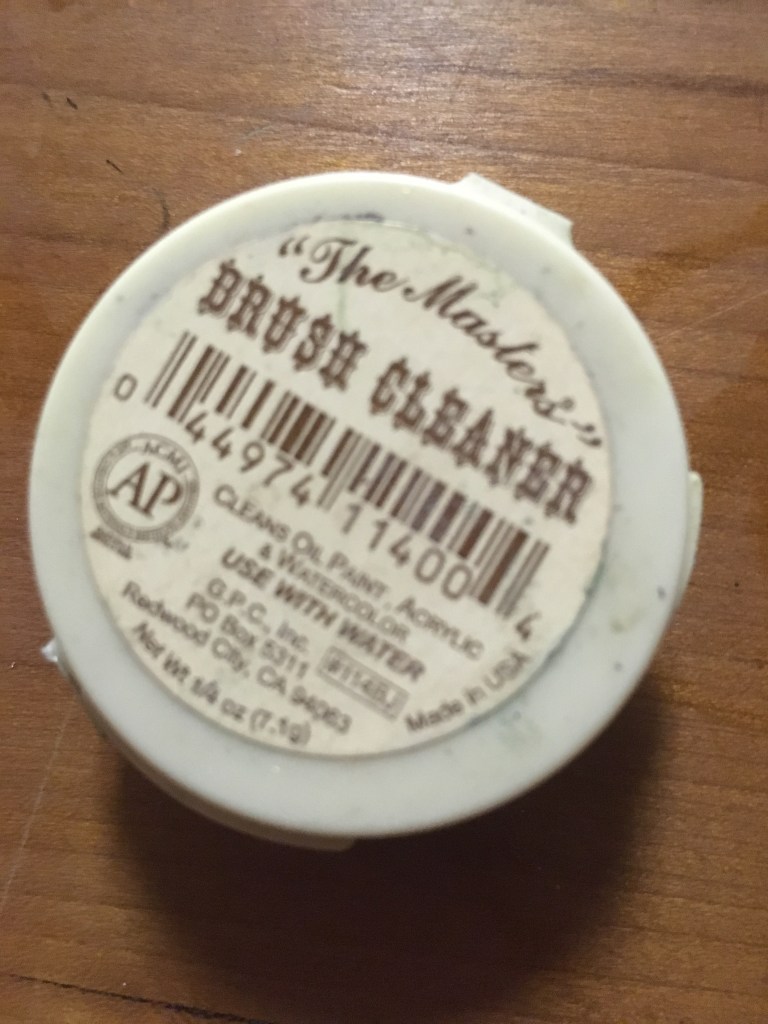 "The Masters"
BRUSH CLEANER
0 44974 11400 4
ACMI
AP
CLEANS OIL PAINT, ACRYLIC
& WATERCOLOR
USE WITH WATER
G.P.C., Inc.
PO Box 5311
Redwood City, CA 94063
Net Wt 1/4 oz (7.1g)
Made in USA